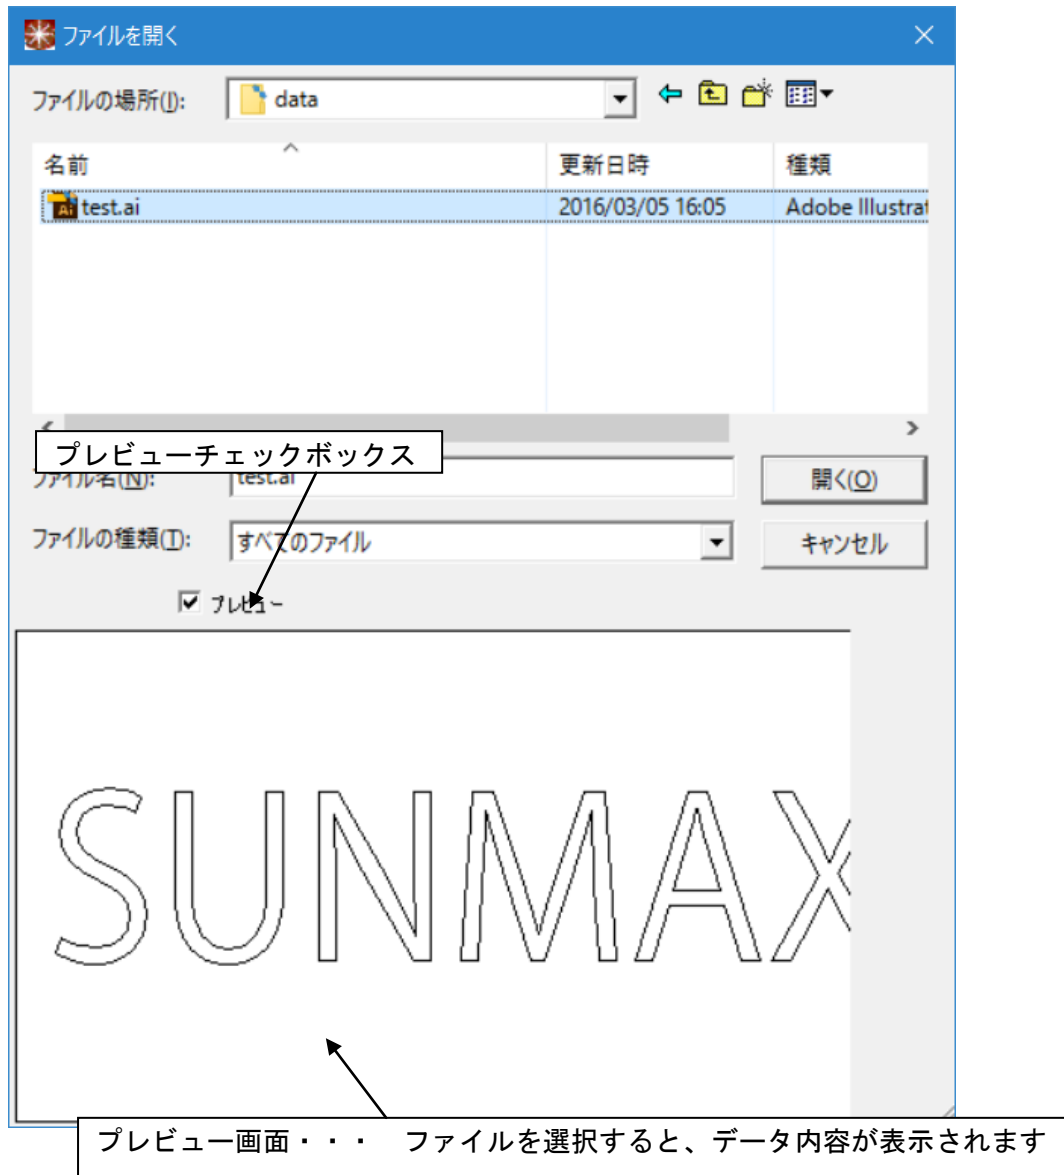 ファイルを開く
ファイルの場所(I): data
名前 更新日時 種類
test.ai 2016/03/05 16:05 Adobe Illustrat
プレビューチェックボックス
ファイル名(N): test.ai 開く(O)
ファイルの種類(T): すべてのファイル キャンセル
プレビュー
SUNMAX
プレビュー画面・・・ ファイルを選択すると、データ内容が表示されます